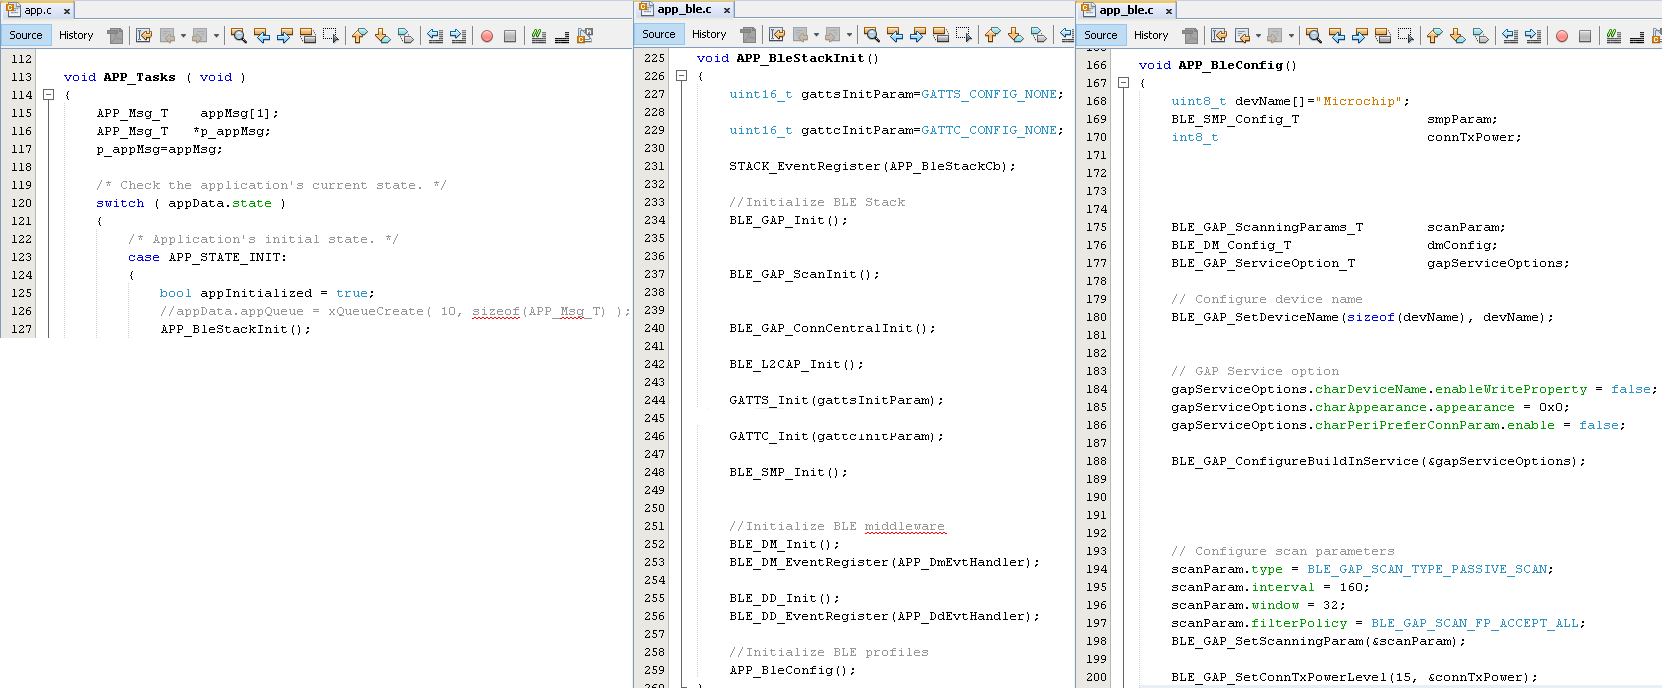 app.c x
Source History
112
113 void APP_Tasks ( void )
114 {
115 APP_Msg_T appMsg[1];
116 APP_Msg_T *p_appMsg;
117 p_appMsg=appMsg;
118
119 /* Check the application's current state. */
120 switch ( appData.state )
121 {
122 /* Application's initial state. */
123 case APP_STATE_INIT:
124 {
125 bool appInitialized = true;
126 //appData.appQueue = xQueueCreate( 10, sizeof(APP_Msg_T) );
127 APP_BleStackInit();
app_ble.c x
Source History
225 void APP_BleStackInit()
226 {
227 uint16_t gattsInitParam=GATTS_CONFIG_NONE;
228
229 uint16_t gattcInitParam=GATTC_CONFIG_NONE;
230
231 STACK_EventRegister(APP_BleStackCb);
232
233 //Initialize BLE Stack
234 BLE_GAP_Init();
235
236
237 BLE_GAP_ScanInit();
238
239
240 BLE_GAP_ConnCentralInit();
241
242 BLE_L2CAP_Init();
243
244 GATTS_Init(gattsInitParam);
245
246 GATTC_Init(gattcInitParam);
247
248 BLE_SMP_Init();
249
250
251 //Initialize BLE middleware
252 BLE_DM_Init();
253 BLE_DM_EventRegister(APP_DmEvtHandler);
254
255 BLE_DD_Init();
256 BLE_DD_EventRegister(APP_DdEvtHandler);
257
258 //Initialize BLE profiles
259 APP_BleConfig();
260 }
app_ble.c x
Source History
166 void APP_BleConfig()
167 {
168 uint8_t devName[]="Microchip";
169 BLE_SMP_Config_T smpParam;
170 int8_t connTxPower;
171
172
173
174
175 BLE_GAP_ScanningParams_T scanParam;
176 BLE_DM_Config_T dmConfig;
177 BLE_GAP_ServiceOption_T gapServiceOptions;
178
179 // Configure device name
180 BLE_GAP_SetDeviceName(sizeof(devName), devName);
181
182
183 // GAP Service option
184 gapServiceOptions.charDeviceName.enableWriteProperty = false;
185 gapServiceOptions.charAppearance.appearance = 0x0;
186 gapServiceOptions.charPeriPreferConnParam.enable = false;
187
188 BLE_GAP_ConfigureBuildInService(&gapServiceOptions);
189
190
191
192
193 // Configure scan parameters
194 scanParam.type = BLE_GAP_SCAN_TYPE_PASSIVE_SCAN;
195 scanParam.interval = 160;
196 scanParam.window = 32;
197 scanParam.filterPolicy = BLE_GAP_SCAN_FP_ACCEPT_ALL;
198 BLE_GAP_SetScanningParam(&scanParam);
199
200 BLE_GAP_SetConnTxPowerLevel(15, &connTxPower);